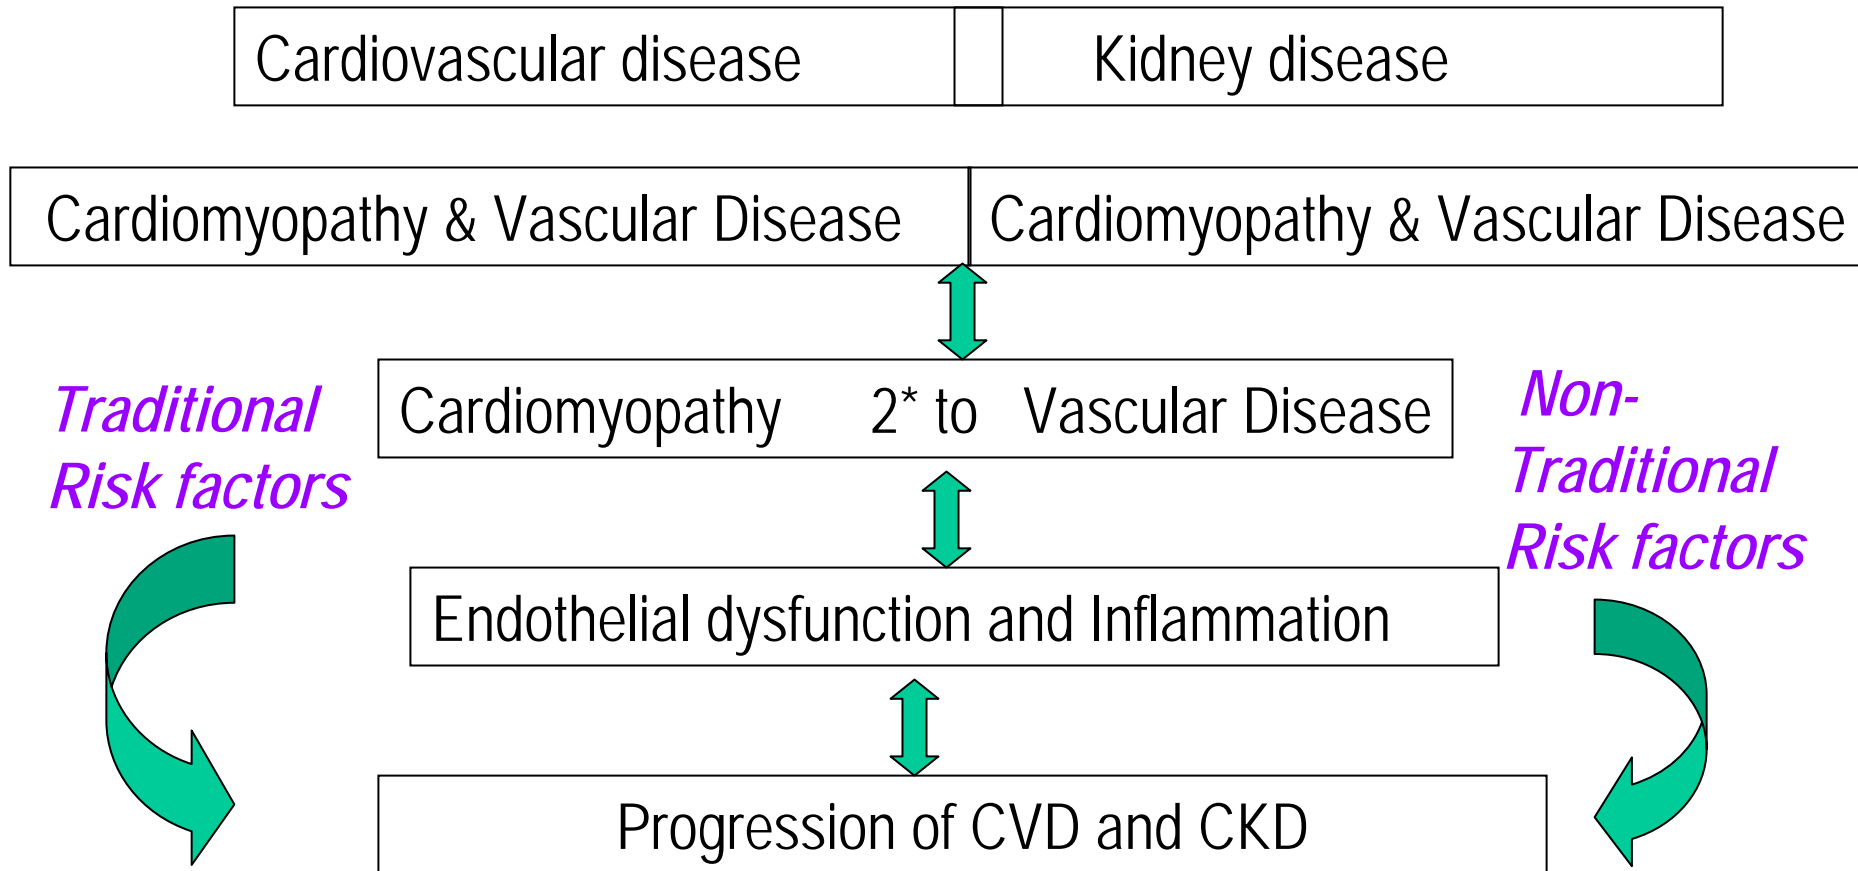 Cardiovascular disease
Kidney disease
Cardiomyopathy & Vascular Disease
Cardiomyopathy & Vascular Disease
Traditional
Risk factors
Cardiomyopathy 2* to Vascular Disease
Non-
Traditional
Risk factors
Endothelial dysfunction and Inflammation
Progression of CVD and CKD